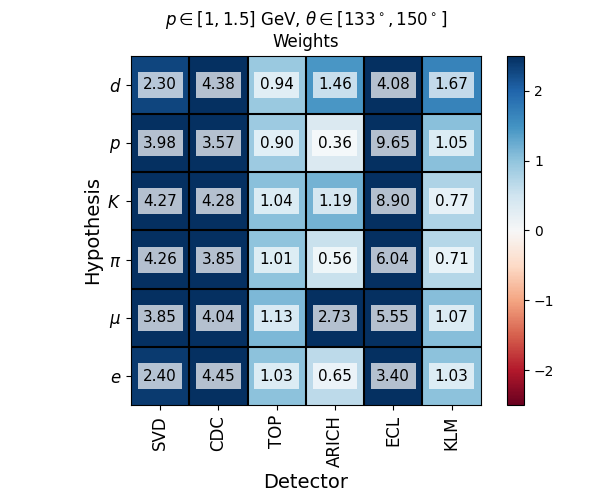 p ∈ [1, 1.5] GeV, θ ∈ [133°, 150°]
Weights
d 2.30 4.38 0.94 1.46 4.08 1.67
p 3.98 3.57 0.90 0.36 9.65 1.05
K 4.27 4.28 1.04 1.19 8.90 0.77
π 4.26 3.85 1.01 0.56 6.04 0.71
μ 3.85 4.04 1.13 2.73 5.55 1.07
e 2.40 4.45 1.03 0.65 3.40 1.03
Hypothesis
SVD CDC TOP ARICH ECL KLM
Detector
2
1
0
−1
−2